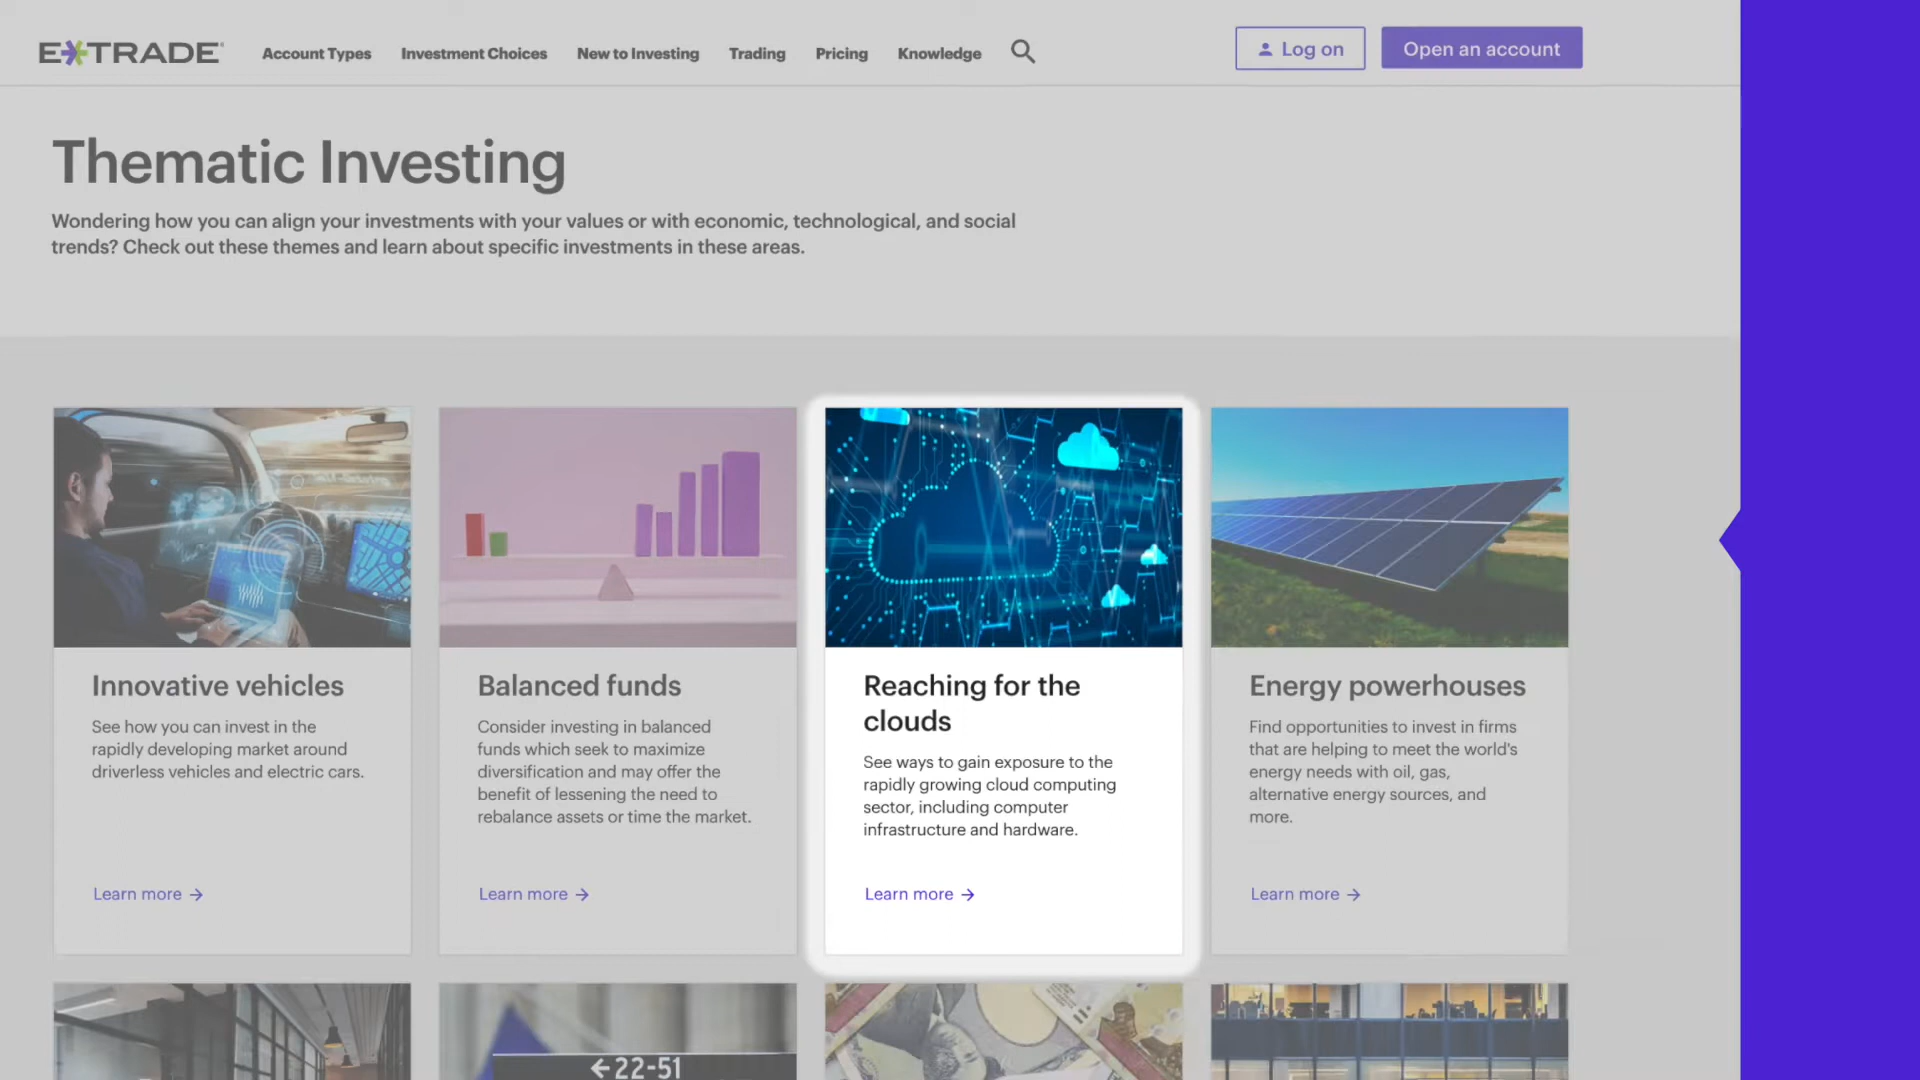 E*TRADE
Account Types
Investment Choices
New to Investing
Trading
Pricing
Knowledge
Log on
Open an account
Thematic Investing
Wondering how you can align your investments with your values or with economic, technological, and social
trends? Check out these themes and learn about specific investments in these areas.
Innovative vehicles
See how you can invest in the
rapidly developing market around
driverless vehicles and electric cars.
Learn more →
Balanced funds
Consider investing in balanced
funds which seek to maximize
diversification and may offer the
benefit of lessening the need to
rebalance assets or time the market.
Learn more →
Reaching for the
clouds
See ways to gain exposure to the
rapidly growing cloud computing
sector, including computer
infrastructure and hardware.
Learn more →
Energy powerhouses
Find opportunities to invest in firms
that are helping to meet the world's
energy needs with oil, gas,
alternative energy sources, and
more.
Learn more →
←22-51